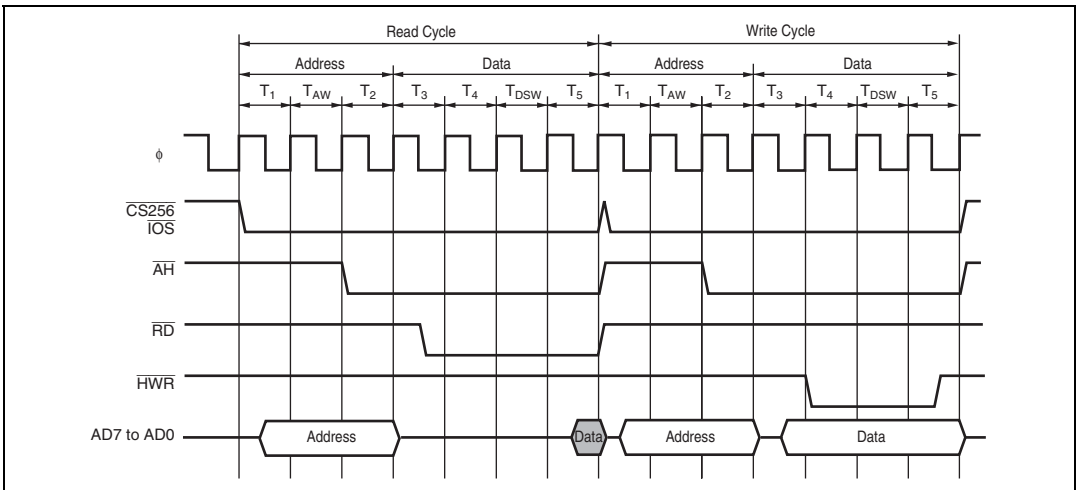 Read Cycle Write Cycle
Address Data Address Data
T1 TAW T2 T3 T4 TDSW T5 T1 TAW T2 T3 T4 TDSW T5
ϕ
CS256
IOS
AH
RD
HWR
AD7 to AD0 Address Data Address Data